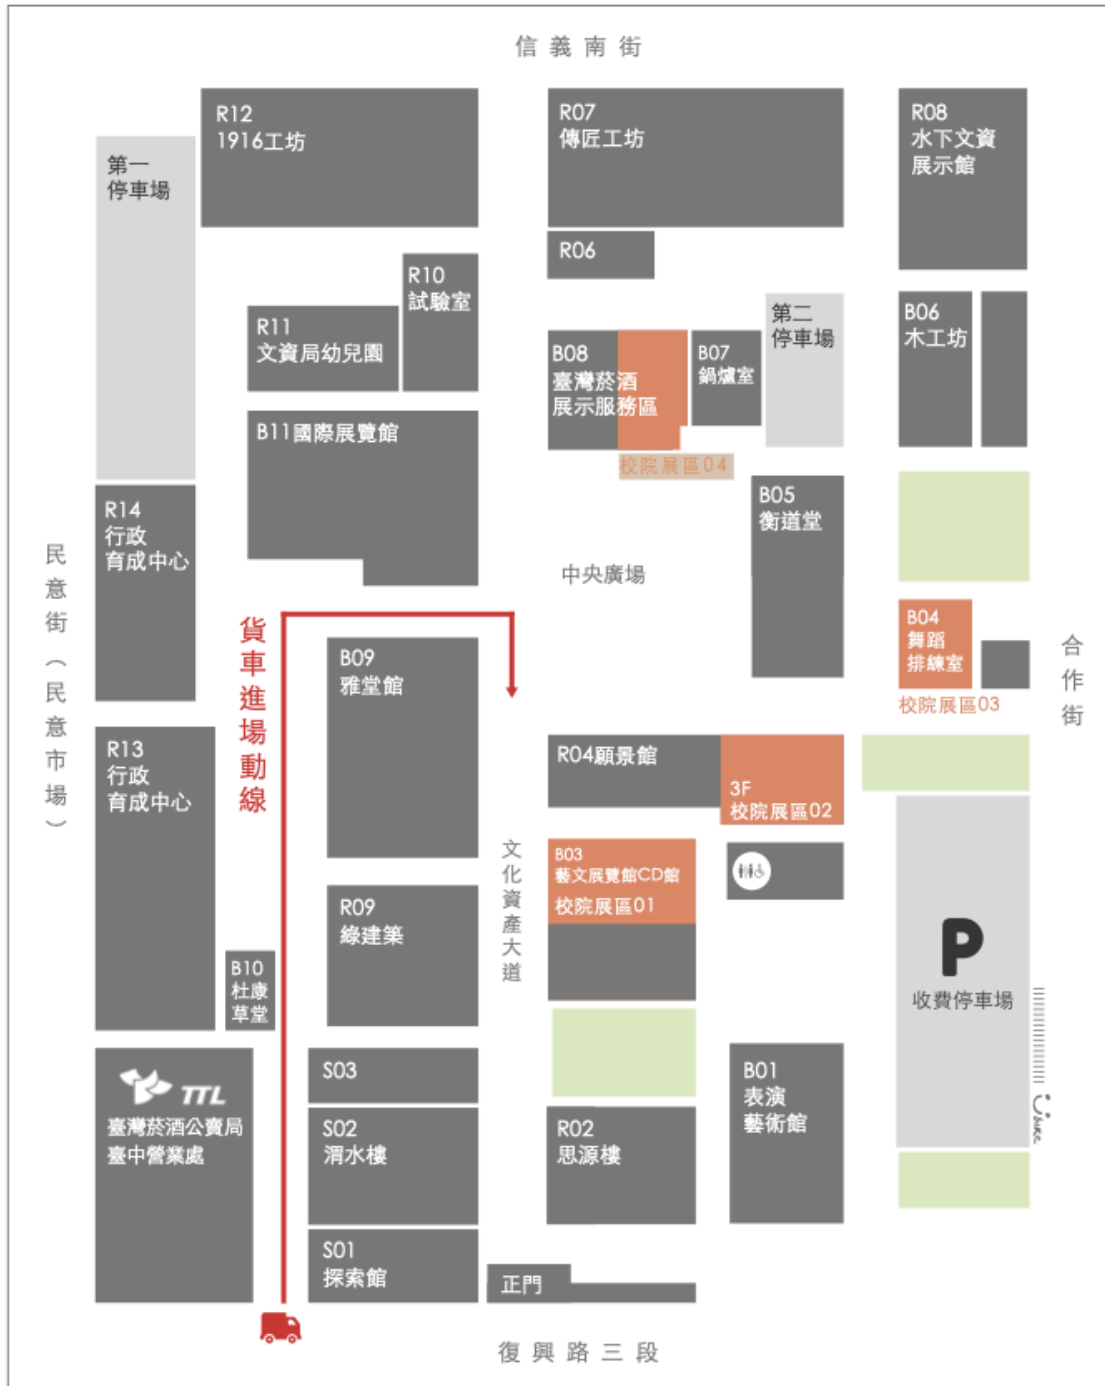 信義南街
R12
1916工坊
R07
傳匠工坊
R08
水下文資
展示館
第一
停車場
R06
R10
試驗室
R11
文資局幼兒園
B08
臺灣菸酒
展示服務區
B07
鍋爐室
第二
停車場
B06
木工坊
B11國際展覽館
校院展區04
B05
衡道堂
R14
行政
育成中心
中央廣場
民意街（民意市場）
貨車進場動線
B09
雅堂館
B04
舞蹈
排練室
校院展區03
合作街
R13
行政
育成中心
R04願景館
3F
校院展區02
文化資產大道
B03
藝文展覽館CD館
校院展區01
R09
綠建築
B10
杜康
草堂
P
收費停車場
Ubike
TTL
臺灣菸酒公賣局
臺中營業處
S03
S02
渭水樓
R02
思源樓
B01
表演
藝術館
S01
探索館
正門
復興路三段